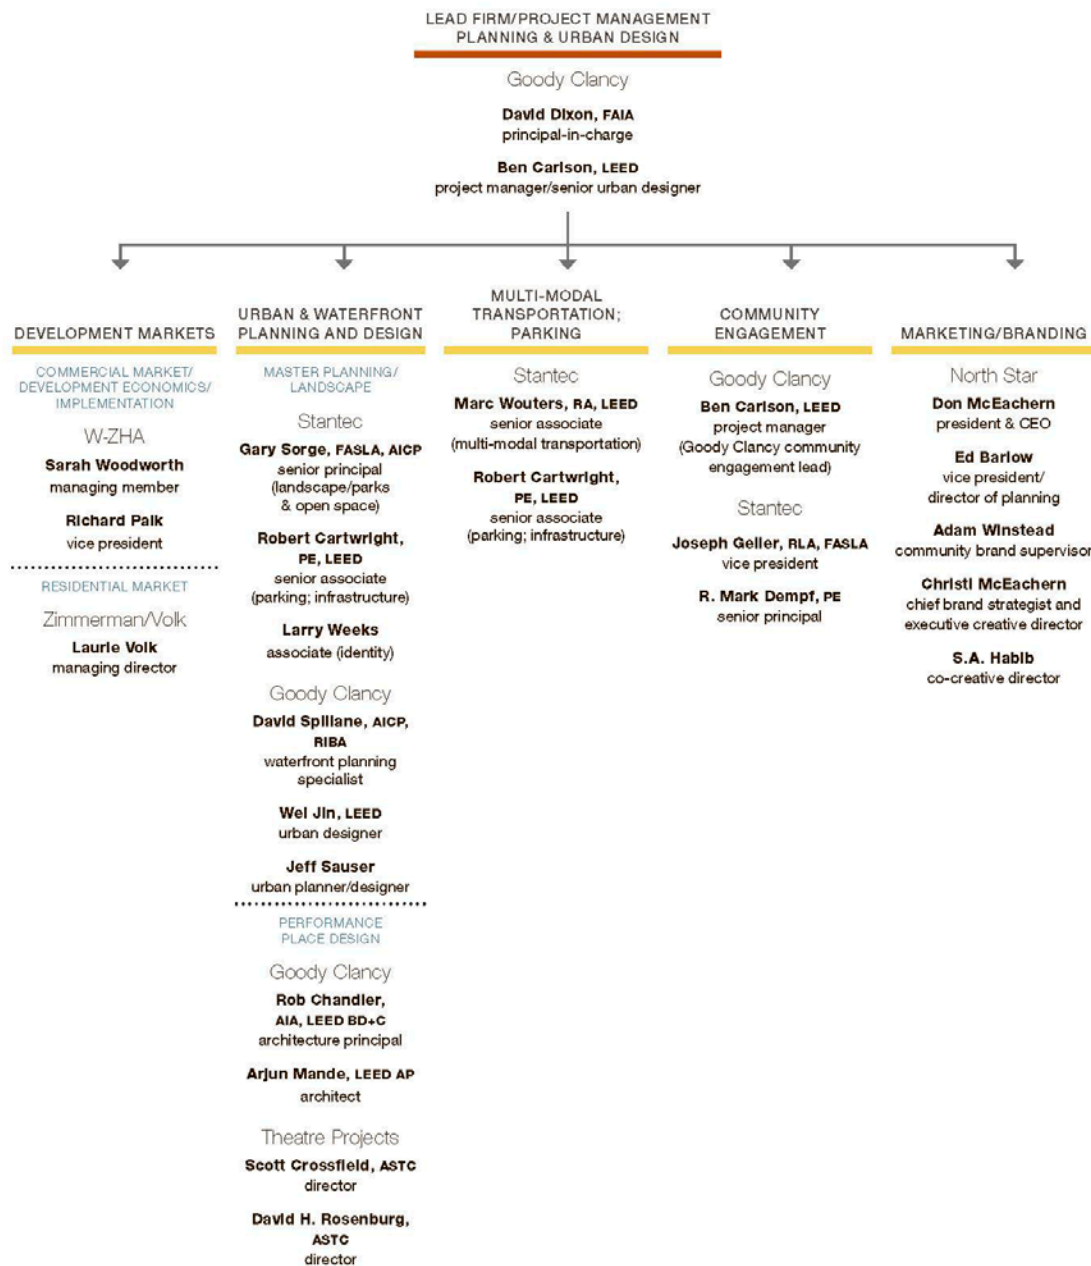 LEAD FIRM/PROJECT MANAGEMENT
PLANNING & URBAN DESIGN
Goody Clancy
David Dixon, FAIA
principal-in-charge
Ben Carlson, LEED
project manager/senior urban designer
DEVELOPMENT MARKETS
COMMERCIAL MARKET/
DEVELOPMENT ECONOMICS/
IMPLEMENTATION
W-ZHA
Sarah Woodworth
managing member
Richard Paik
vice president
RESIDENTIAL MARKET
Zimmerman/Volk
Laurie Volk
managing director
URBAN & WATERFRONT
PLANNING AND DESIGN
MASTER PLANNING/
LANDSCAPE
Stantec
Gary Sorge, FASLA, AICP
senior principal
(landscape/parks
& open space)
Robert Cartwright,
PE, LEED
senior associate
(parking; infrastructure)
Larry Weeks
associate (identity)
Goody Clancy
David Spillane, AICP,
RIBA
waterfront planning
specialist
Wei Jin, LEED
urban designer
Jeff Sauser
urban planner/designer
PERFORMANCE
PLACE DESIGN
Goody Clancy
Rob Chandler,
AIA, LEED BD+C
architecture principal
Arjun Mande, LEED AP
architect
Theatre Projects
Scott Crossfield, ASTC
director
David H. Rosenburg,
ASTC
director
MULTI-MODAL
TRANSPORTATION;
PARKING
Stantec
Marc Wouters, RA, LEED
senior associate
(multi-modal transportation)
Robert Cartwright,
PE, LEED
senior associate
(parking; infrastructure)
COMMUNITY
ENGAGEMENT
Goody Clancy
Ben Carlson, LEED
project manager
(Goody Clancy community
engagement lead)
Stantec
Joseph Geller, RLA, FASLA
vice president
R. Mark Dempf, PE
senior principal
MARKETING/BRANDING
North Star
Don McEachern
president & CEO
Ed Barlow
vice president/
director of planning
Adam Winstead
community brand supervisor
Christi McEachern
chief brand strategist and
executive creative director
S.A. Habib
co-creative director